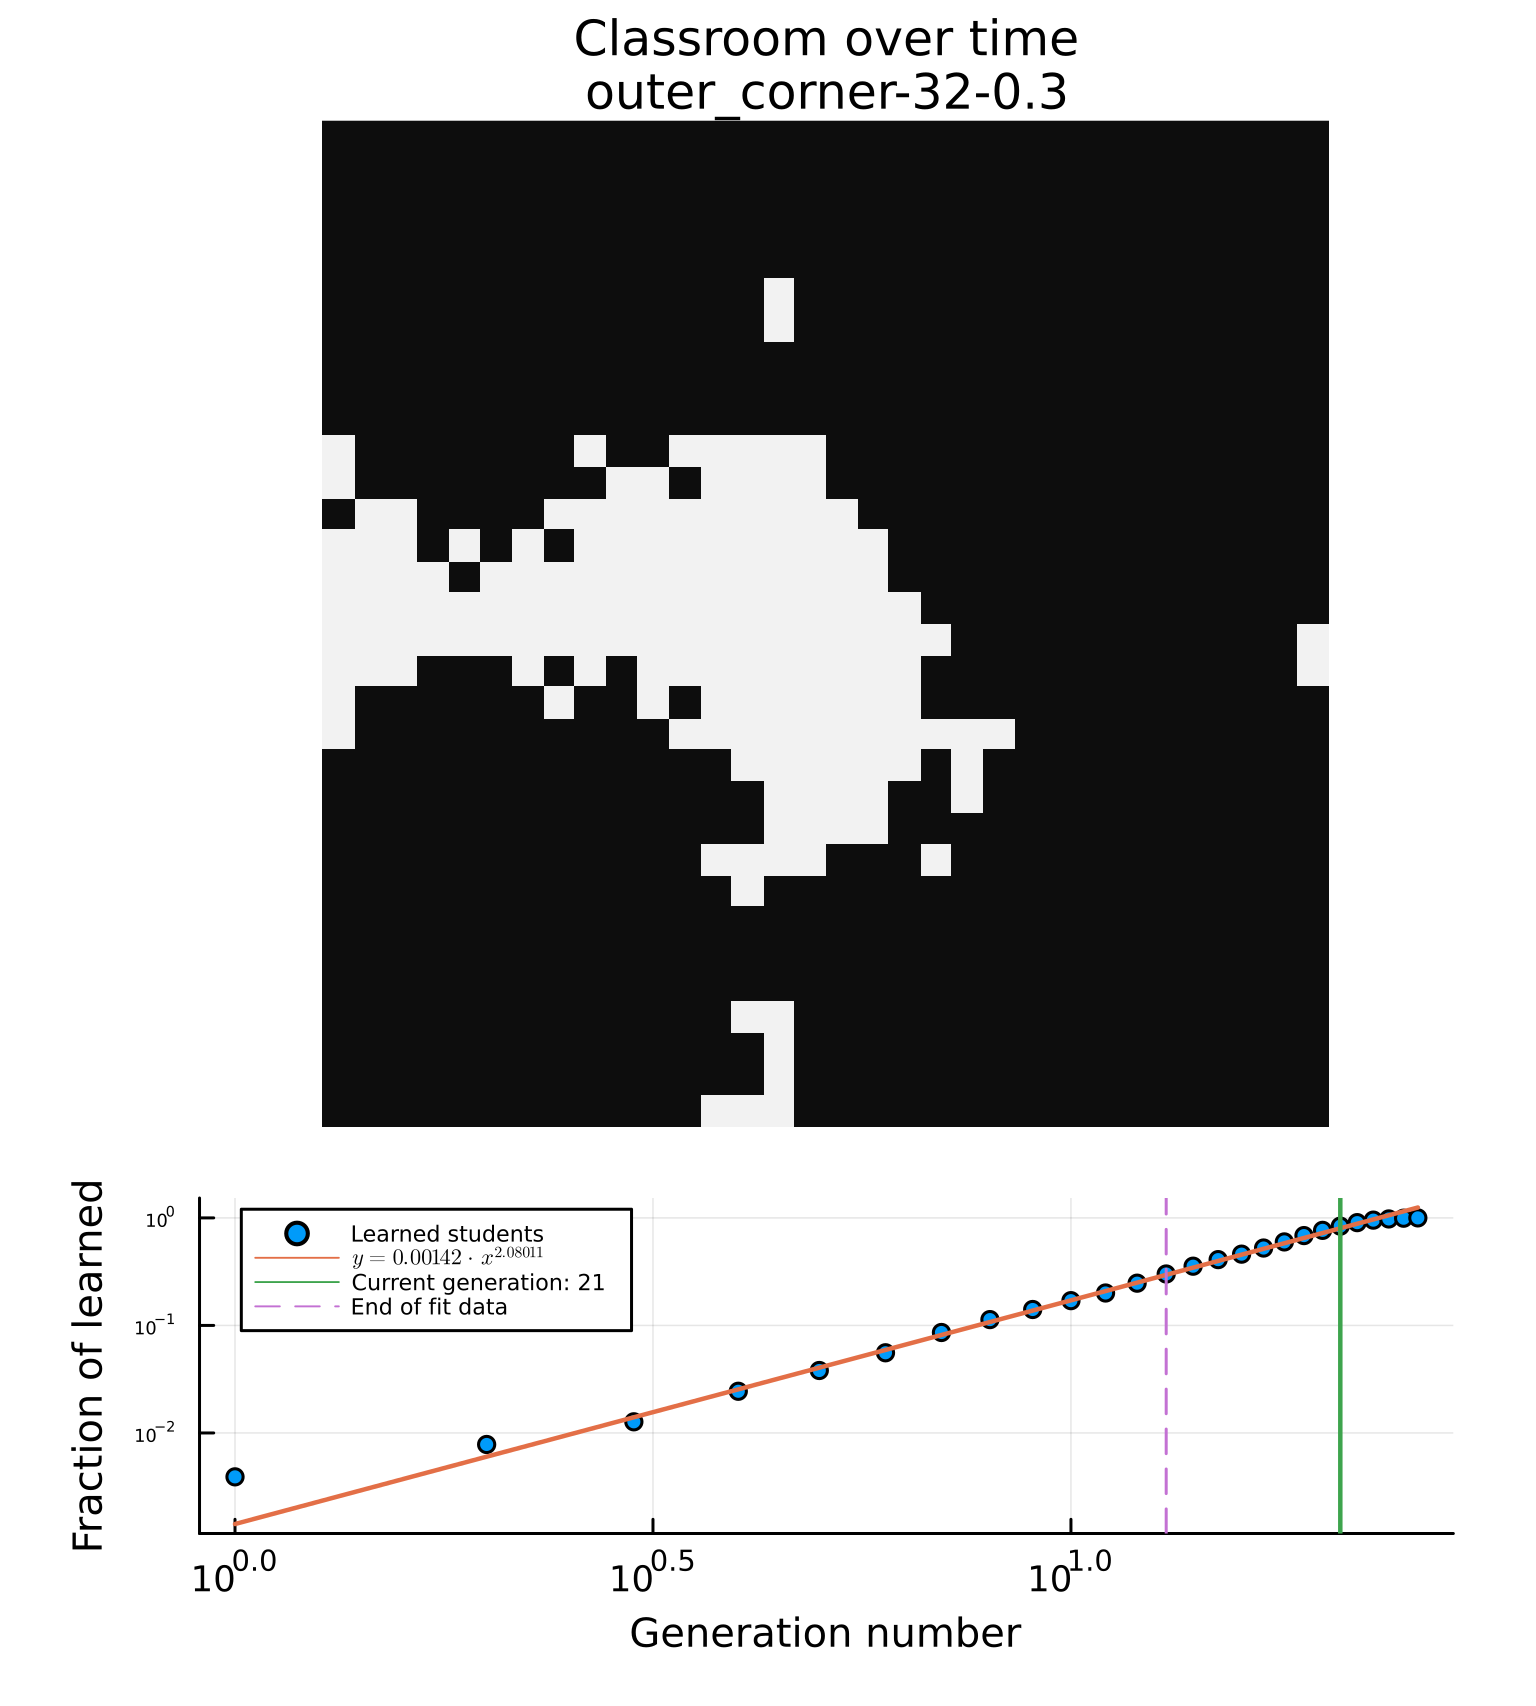 Classroom over time
outer_corner-32-0.3
Fraction of learned
10⁰
10⁻¹
10⁻²
Learned students
y = 0.00142 · x^2.08011
Current generation: 21
End of fit data
10^0.0 10^0.5 10^1.0
Generation number